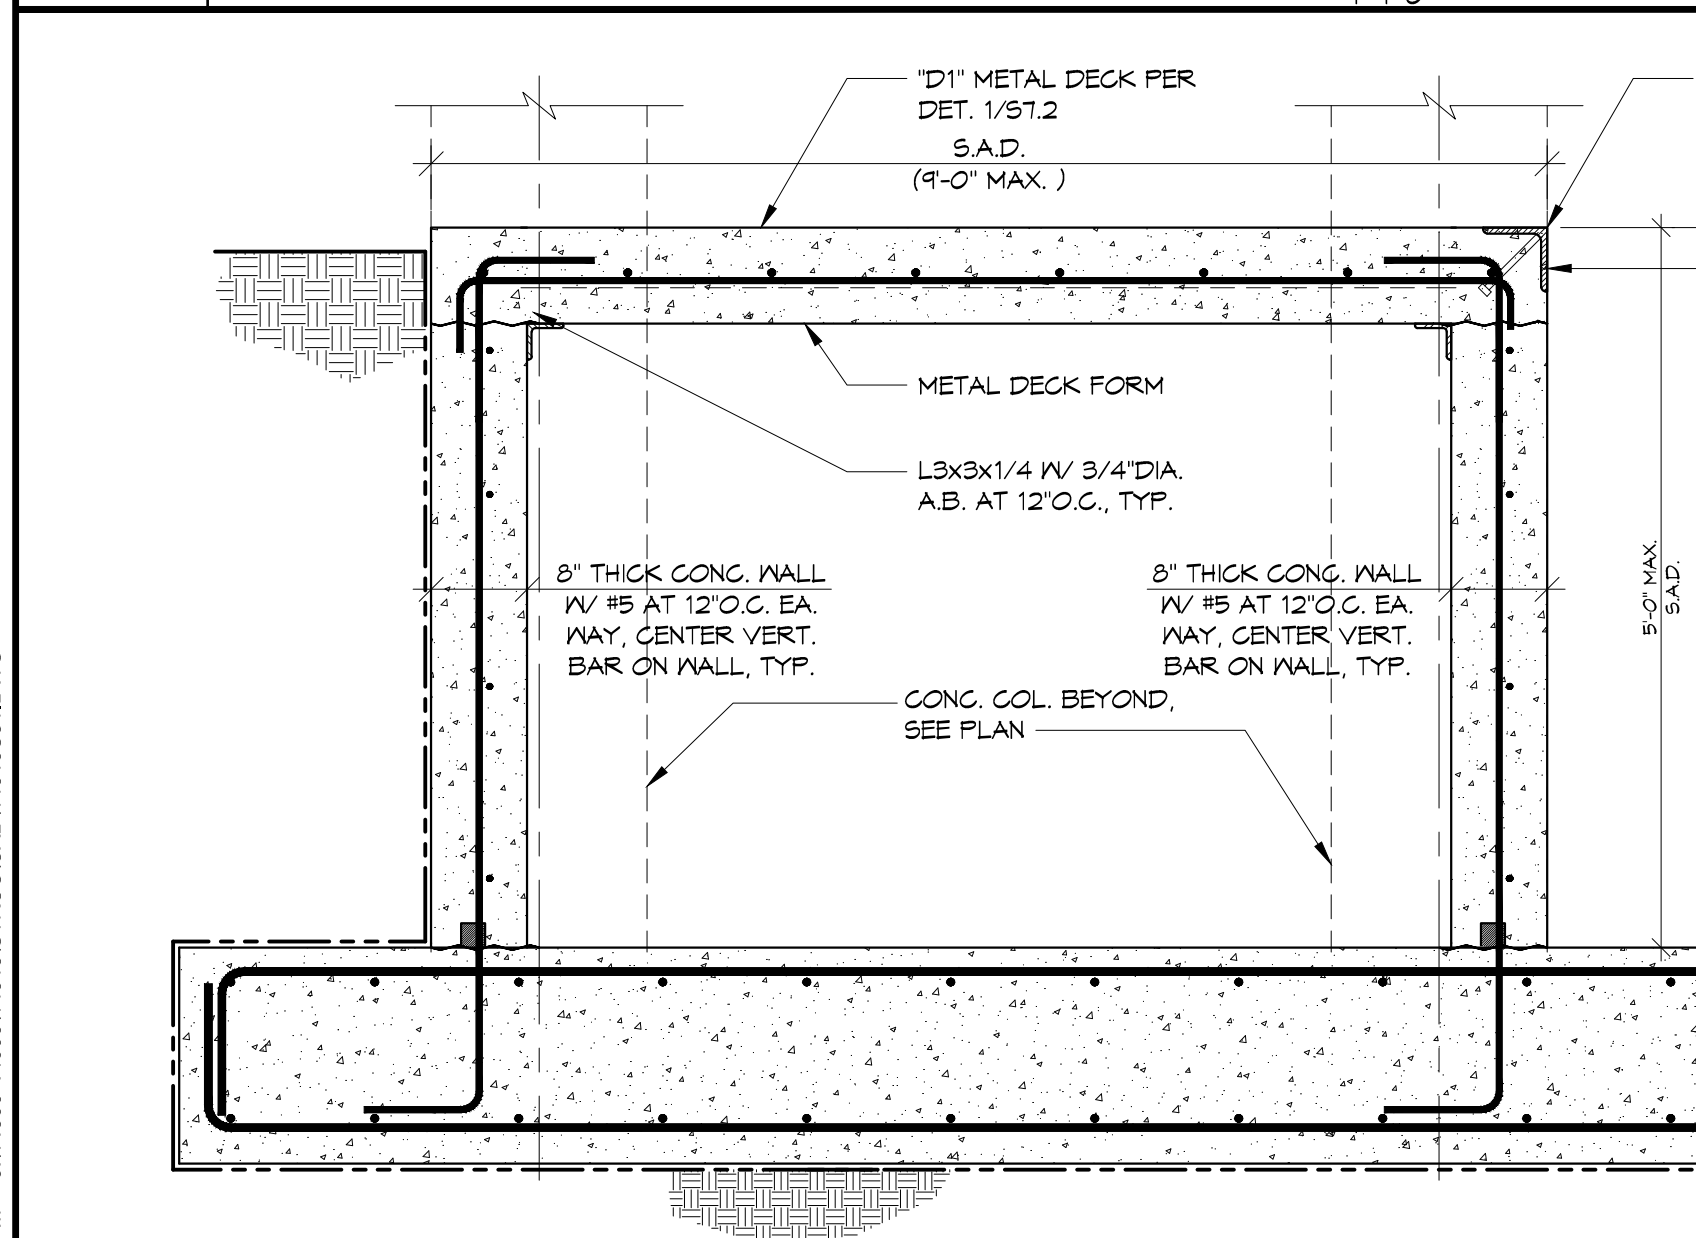 "D1" METAL DECK PER
DET. 1/S7.2
S.A.D.
(9'-0" MAX. )
METAL DECK FORM
L3x3x1/4 W/ 3/4"DIA.
A.B. AT 12"O.C., TYP.
8" THICK CONC. WALL
W/ #5 AT 12"O.C. EA.
WAY, CENTER VERT.
BAR ON WALL, TYP.
8" THICK CONC. WALL
W/ #5 AT 12"O.C. EA.
WAY, CENTER VERT.
BAR ON WALL, TYP.
CONC. COL. BEYOND,
SEE PLAN
5'-0" MAX.
S.A.D.